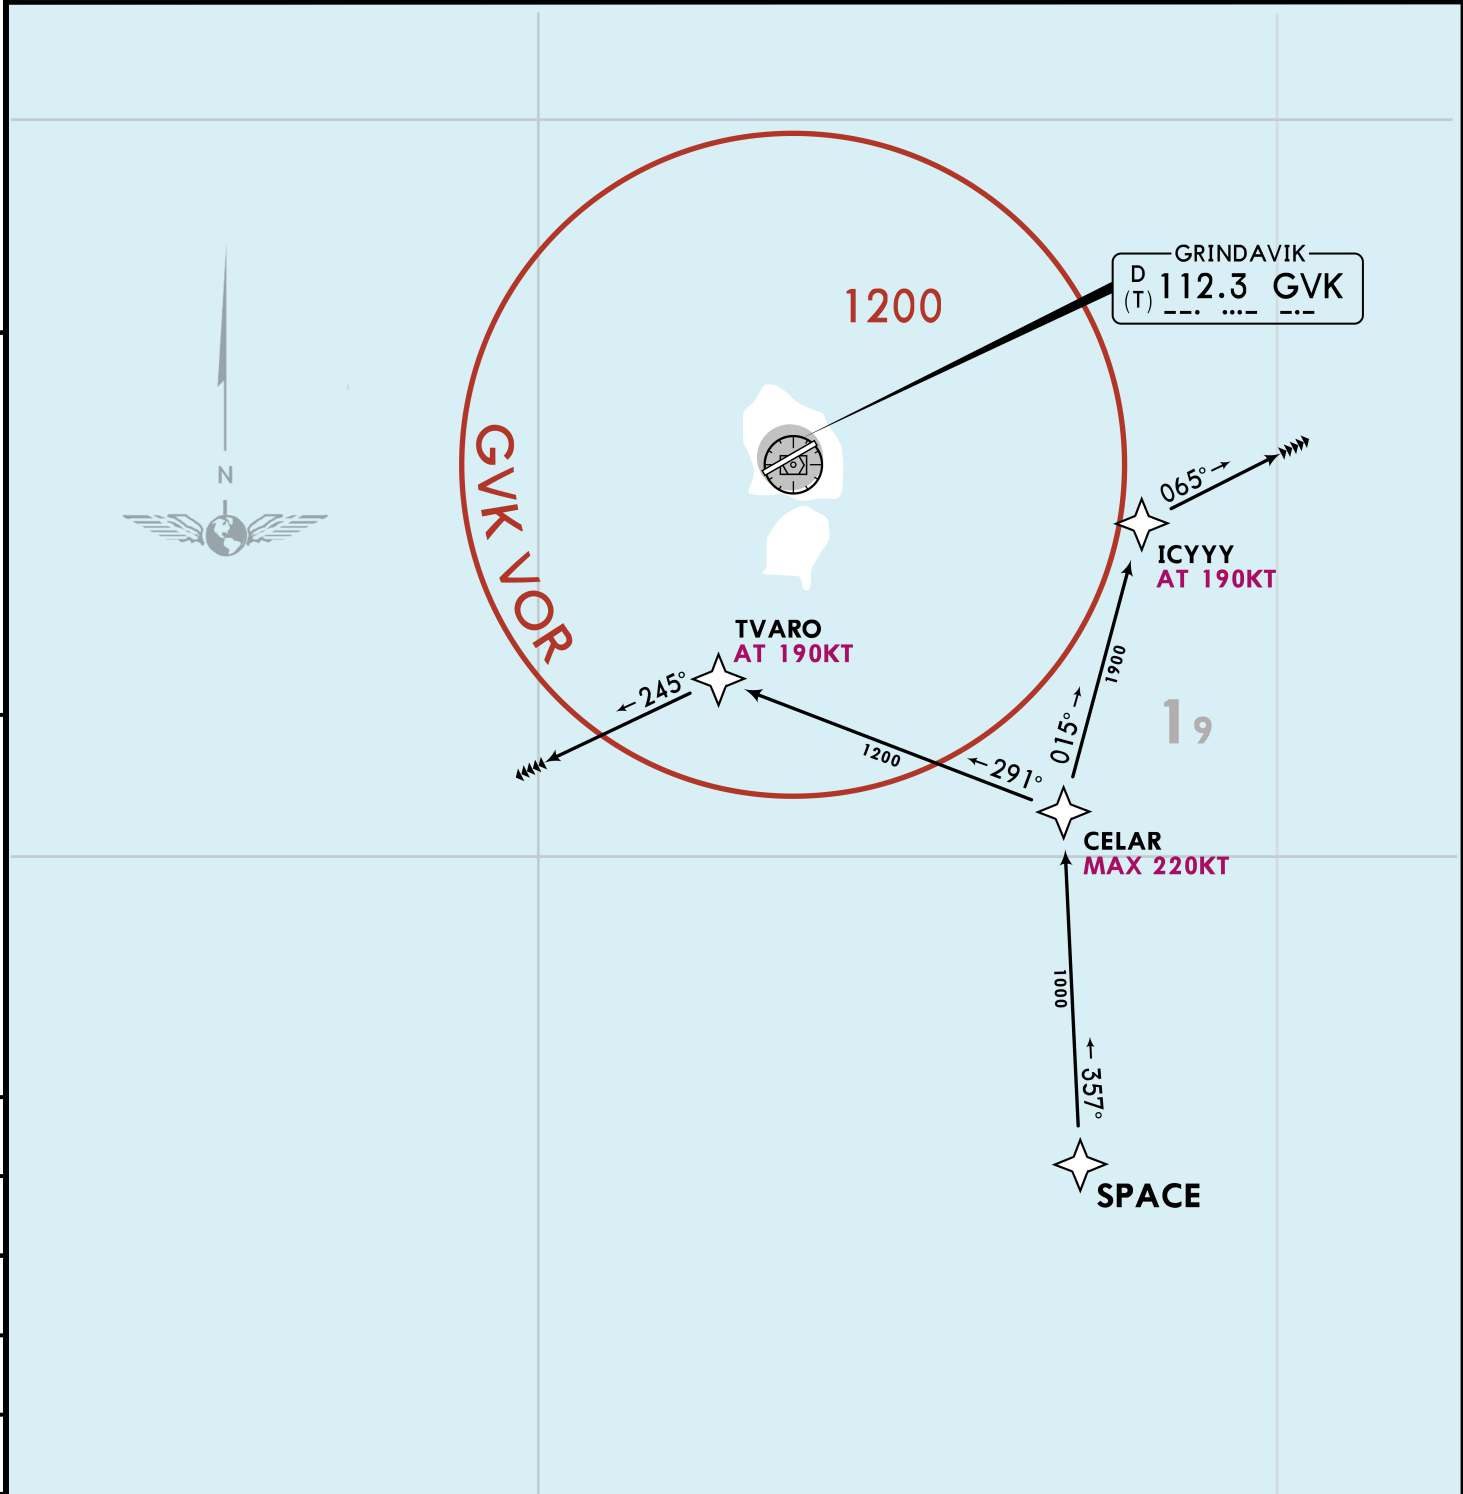 GRINDAVIK
D
(T)
112.3 GVK
1200
N
GVK VOR
065°
ICYYY
AT 190KT
TVARO
AT 190KT
245°
1900
015°
19
1200
291°
CELAR
MAX 220KT
1000
357°
SPACE